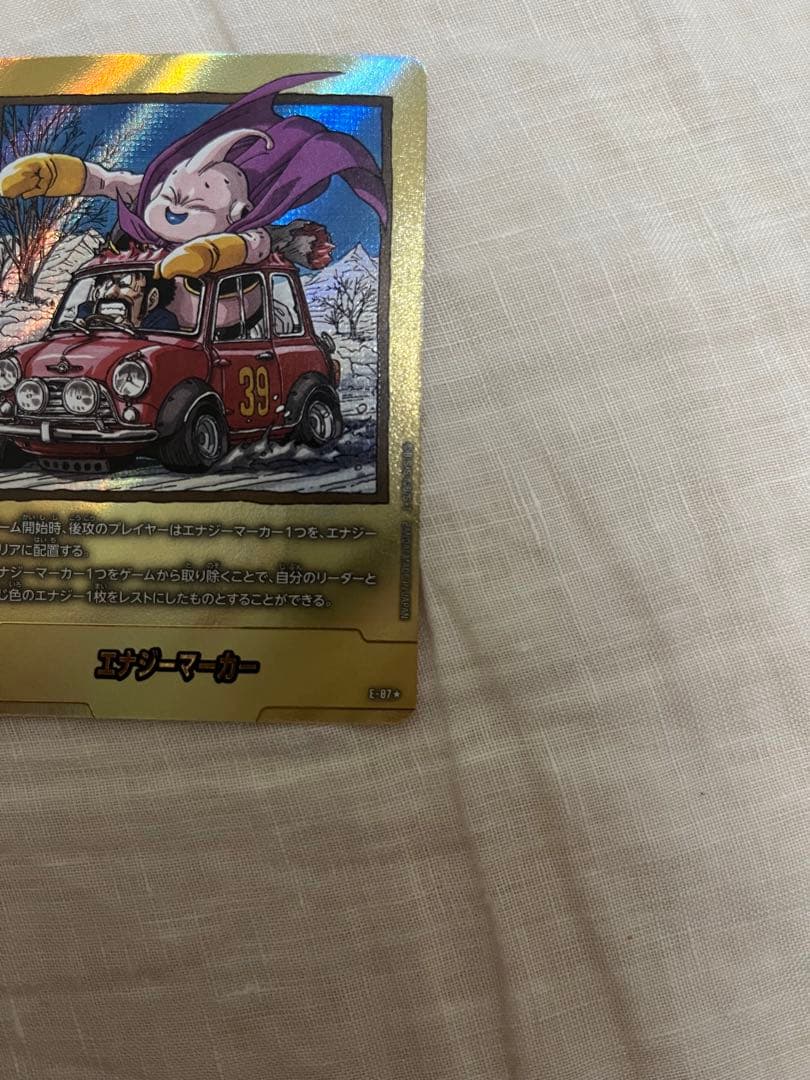 39
ーム開始時、後攻のプレイヤーはエナジーマーカー1つを、エナジー
リアに配置する。
ナジーマーカー1つをゲームから取り除くことで、自分のリーダーと
じ色のエナジー1枚をレストにしたものとすることができる。
エナジーマーカー
E-07★